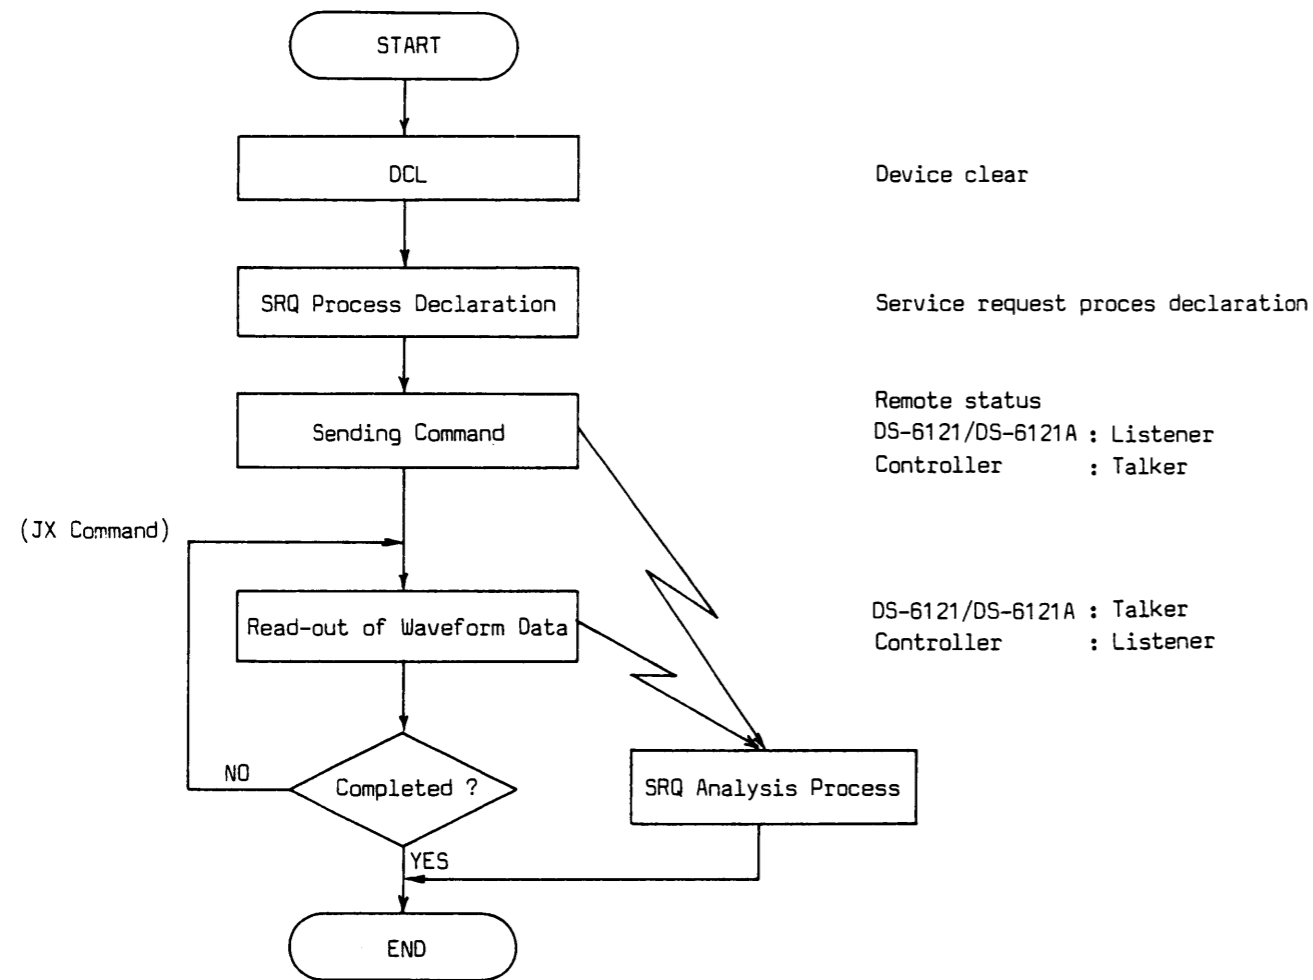 START
DCL
Device clear
SRQ Process Declaration
Service request proces declaration
Sending Command
Remote status
DS-6121/DS-6121A : Listener
Controller : Talker
(JX Command)
Read-out of Waveform Data
DS-6121/DS-6121A : Talker
Controller : Listener
NO
Completed ?
SRQ Analysis Process
YES
END